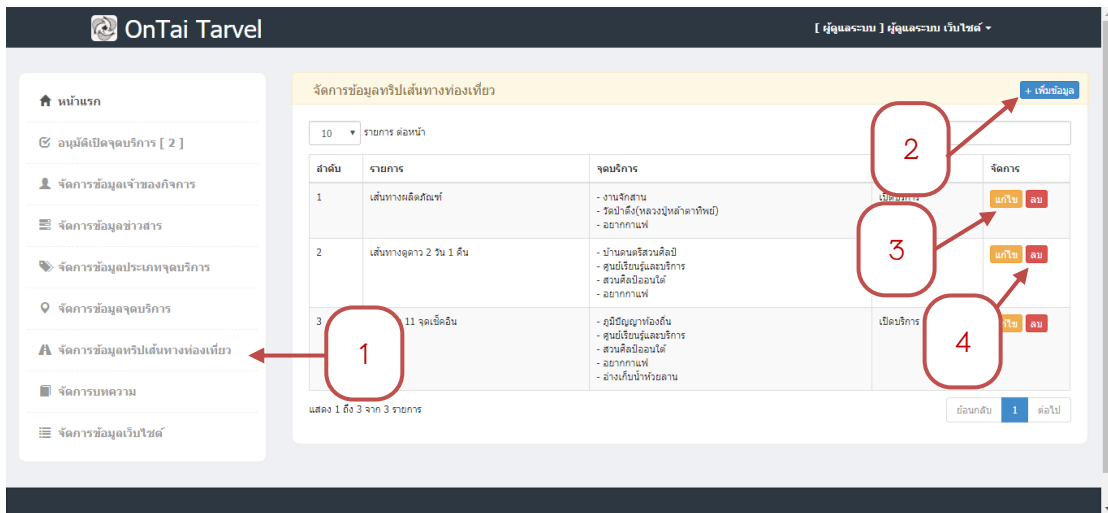 OnTai Tarvel
[ ผู้ดูแลระบบ ] ผู้ดูแลระบบ เว็บไซต์
หน้าแรก
อนุมัติเปิดจุดบริการ [ 2 ]
จัดการข้อมูลเจ้าของกิจการ
จัดการข้อมูลข่าวสาร
จัดการข้อมูลประเภทจุดบริการ
จัดการข้อมูลจุดบริการ
จัดการข้อมูลทริปเส้นทางท่องเที่ยว
จัดการบทความ
จัดการข้อมูลเว็บไซต์
จัดการข้อมูลทริปเส้นทางท่องเที่ยว
+ เพิ่มข้อมูล
10 รายการ ต่อหน้า
ลำดับ รายการ จุดบริการ จัดการ
1 เส้นทางผลิตภัณฑ์ - งานจักสาน เปิดบริการ แก้ไข ลบ
- วัดป่าตึง(หลวงปู่หล้าตาทิพย์)
- อยากกาแฟ
2 เส้นทางดูดาว 2 วัน 1 คืน - บ้านดนตรีสวนศิลป์ แก้ไข ลบ
- ศูนย์เรียนรู้และบริการ
- สวนศิลป์ออนใต้
- อยากกาแฟ
3 11 จุดเช็คอิน - ภูมิปัญญาท้องถิ่น เปิดบริการ ลบ
- ศูนย์เรียนรู้และบริการ
- สวนศิลป์ออนใต้
- อยากกาแฟ
- อ่างเก็บน้ำห้วยลาน
แสดง 1 ถึง 3 จาก 3 รายการ
ย้อนกลับ 1 ต่อไป
1
2
3
4